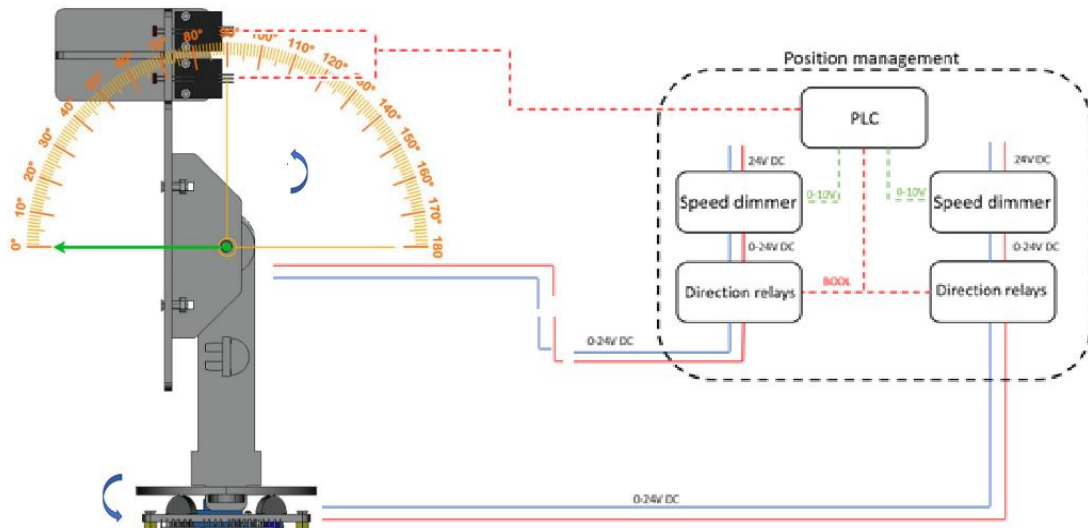 0° 10° 20° 30° 40° 80° 90° 100° 110° 120° 140° 150° 160° 170° 180
Position management
PLC
24V DC
24V DC
0-10V
0-10V
Speed dimmer
Speed dimmer
0-24V DC
0-24V DC
Direction relays
BOOL
Direction relays
0-24V DC
0-24V DC